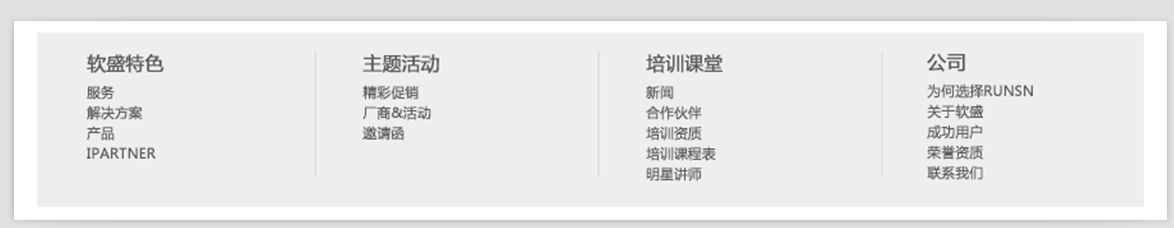 软盛特色
服务
解决方案
产品
IPARTNER
主题活动
精彩促销
厂商&活动
邀请函
培训课堂
新闻
合作伙伴
培训资质
培训课程表
明星讲师
公司
为何选择RUNSN
关于软盛
成功用户
荣誉资质
联系我们